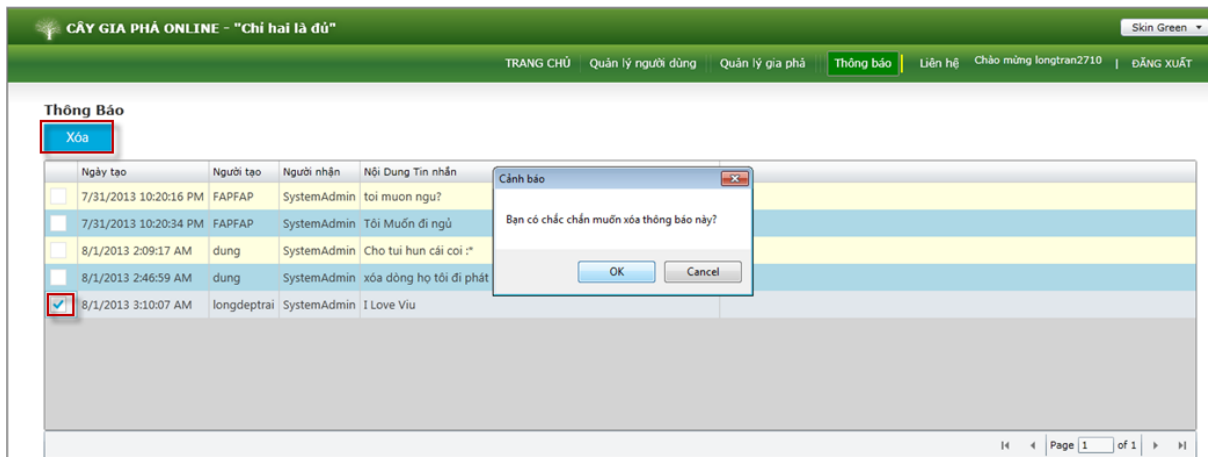 CÂY GIA PHẢ ONLINE - "Chỉ hai là đủ"
Skin Green
TRANG CHỦ Quản lý người dùng Quản lý gia phả Thông báo Liên hệ Chào mừng longtran2710 | ĐĂNG XUẤT
Thông Báo
Xóa
Ngày tạo Người tạo Người nhận Nội Dung Tin nhắn
7/31/2013 10:20:16 PM FAPFAP SystemAdmin toi muon ngu?
7/31/2013 10:20:34 PM FAPFAP SystemAdmin Tôi Muốn đi ngủ
8/1/2013 2:09:17 AM dung SystemAdmin Cho tui hun cái coi :*
8/1/2013 2:46:59 AM dung SystemAdmin xóa dòng họ tôi đi phát
8/1/2013 3:10:07 AM longdeptrai SystemAdmin I Love Viu
Cảnh báo
Bạn có chắc chắn muốn xóa thông báo này?
OK Cancel
Page 1 of 1